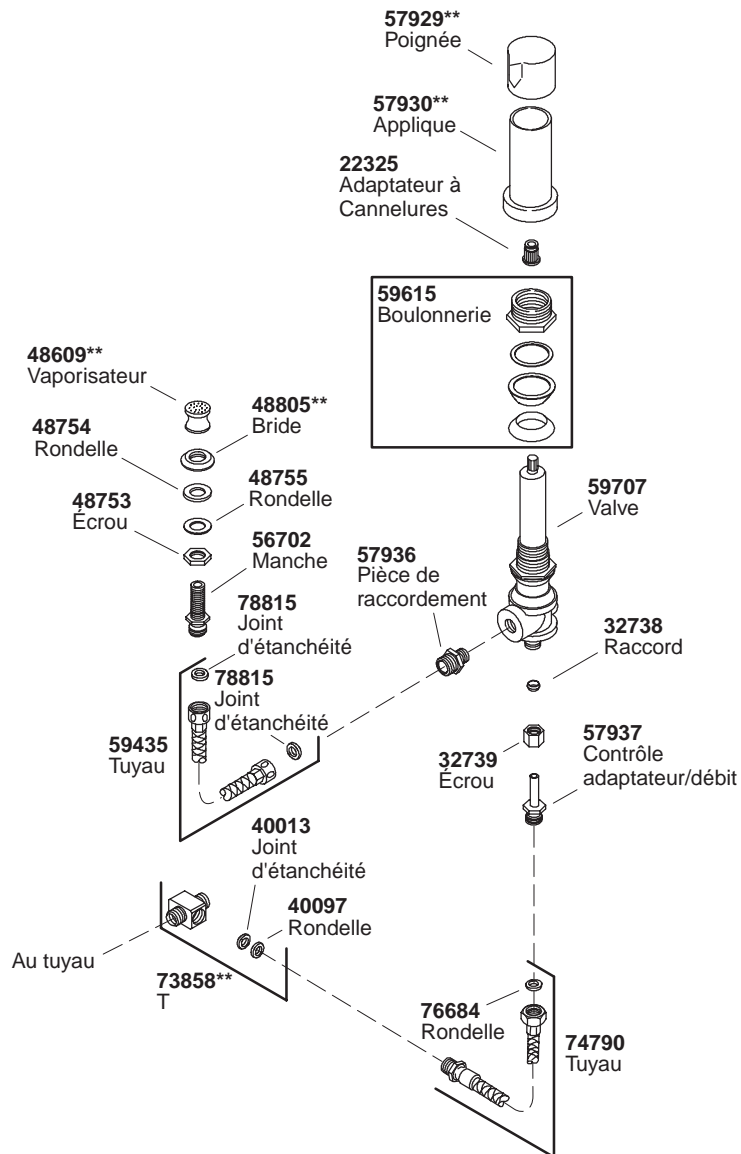 57929**
Poignée
57930**
Applique
22325
Adaptateur à
Cannelures
59615
Boulonnerie
48609**
Vaporisateur
48805**
Bride
48754
Rondelle
48755
Rondelle
48753
Écrou
59707
Valve
56702
Manche
57936
Pièce de
raccordement
78815
Joint
d'étanchéité
32738
Raccord
78815
Joint
d'étanchéité
59435
Tuyau
32739
Écrou
57937
Contrôle
adaptateur/débit
40013
Joint
d'étanchéité
40097
Rondelle
Au tuyau
73858**
T
76684
Rondelle
74790
Tuyau